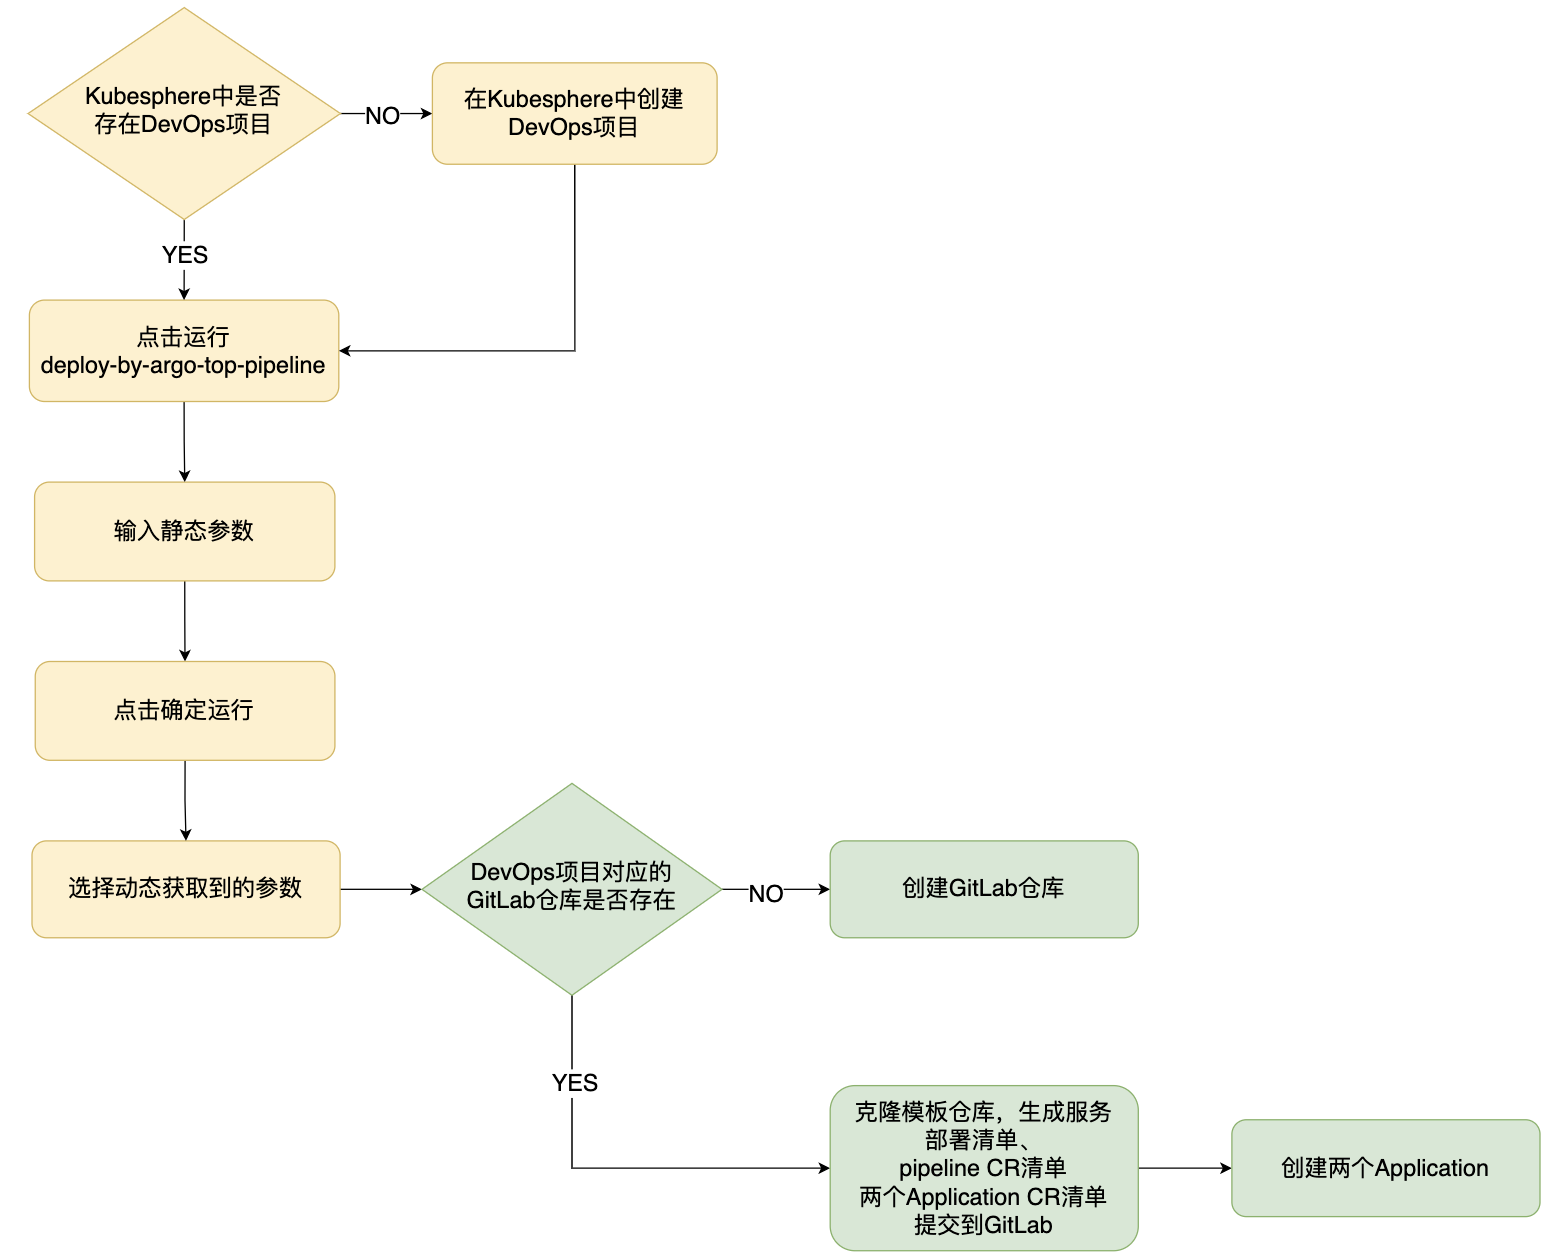 Kubesphere中是否
存在DevOps项目
NO
在Kubesphere中创建
DevOps项目
YES
点击运行
deploy-by-argo-top-pipeline
输入静态参数
点击确定运行
选择动态获取到的参数
DevOps项目对应的
GitLab仓库是否存在
NO
创建GitLab仓库
YES
克隆模板仓库，生成服务
部署清单、
pipeline CR清单
两个Application CR清单
提交到GitLab
创建两个Application